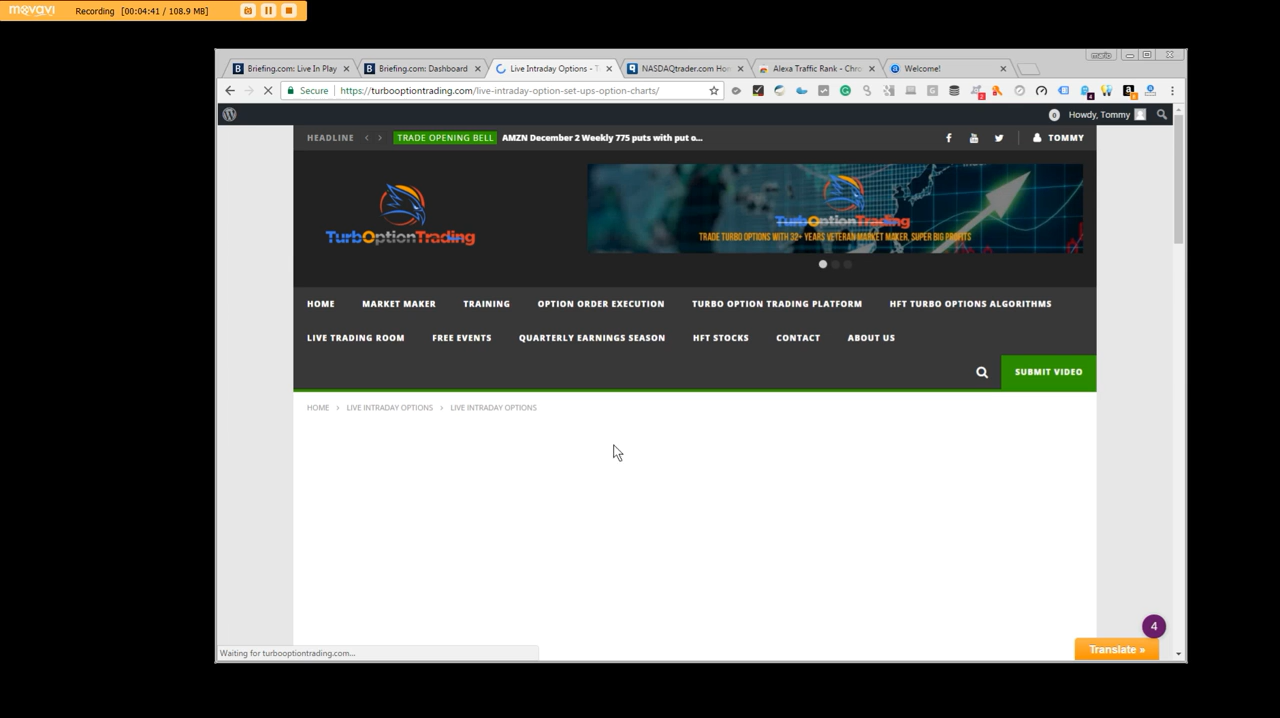 movavi Recording [00:04:41 / 108.9 MB]
mario
Briefing.com: Live In Play
Briefing.com: Dashboard
Live Intraday Options - T
NASDAQtrader.com Ho
Alexa Traffic Rank - Chro
Welcome!
Secure https://turbooptiontrading.com/live-intraday-option-set-ups-option-charts/
0 Howdy, Tommy
HEADLINE TRADE OPENING BELL AMZN December 2 Weekly 775 puts with put o... TOMMY
TurbOptionTrading
TurbOptionTrading
TRADE TURBO OPTIONS WITH 32+ YEARS VETERAN MARKET MAKER, SUPER BIG PROFITS
HOME MARKET MAKER TRAINING OPTION ORDER EXECUTION TURBO OPTION TRADING PLATFORM HFT TURBO OPTIONS ALGORITHMS
LIVE TRADING ROOM FREE EVENTS QUARTERLY EARNINGS SEASON HFT STOCKS CONTACT ABOUT US
SUBMIT VIDEO
HOME > LIVE INTRADAY OPTIONS > LIVE INTRADAY OPTIONS
4
Translate »
Waiting for turbooptiontrading.com...